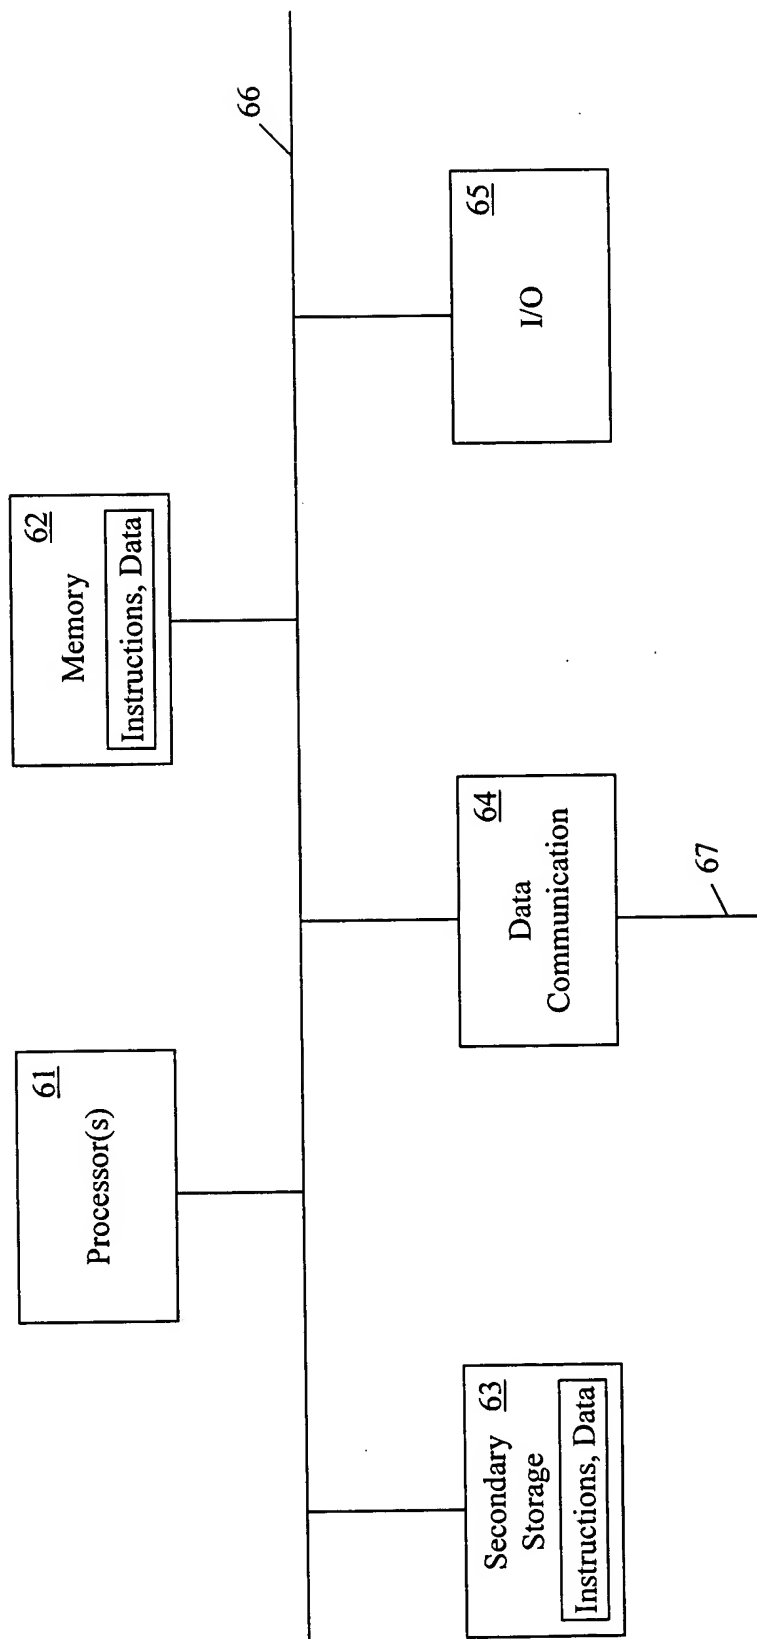 61
Processor(s)
62
Memory
Instructions, Data
66
Secondary 63
Storage
Instructions, Data
64
Data
Communication
65
I/O
67